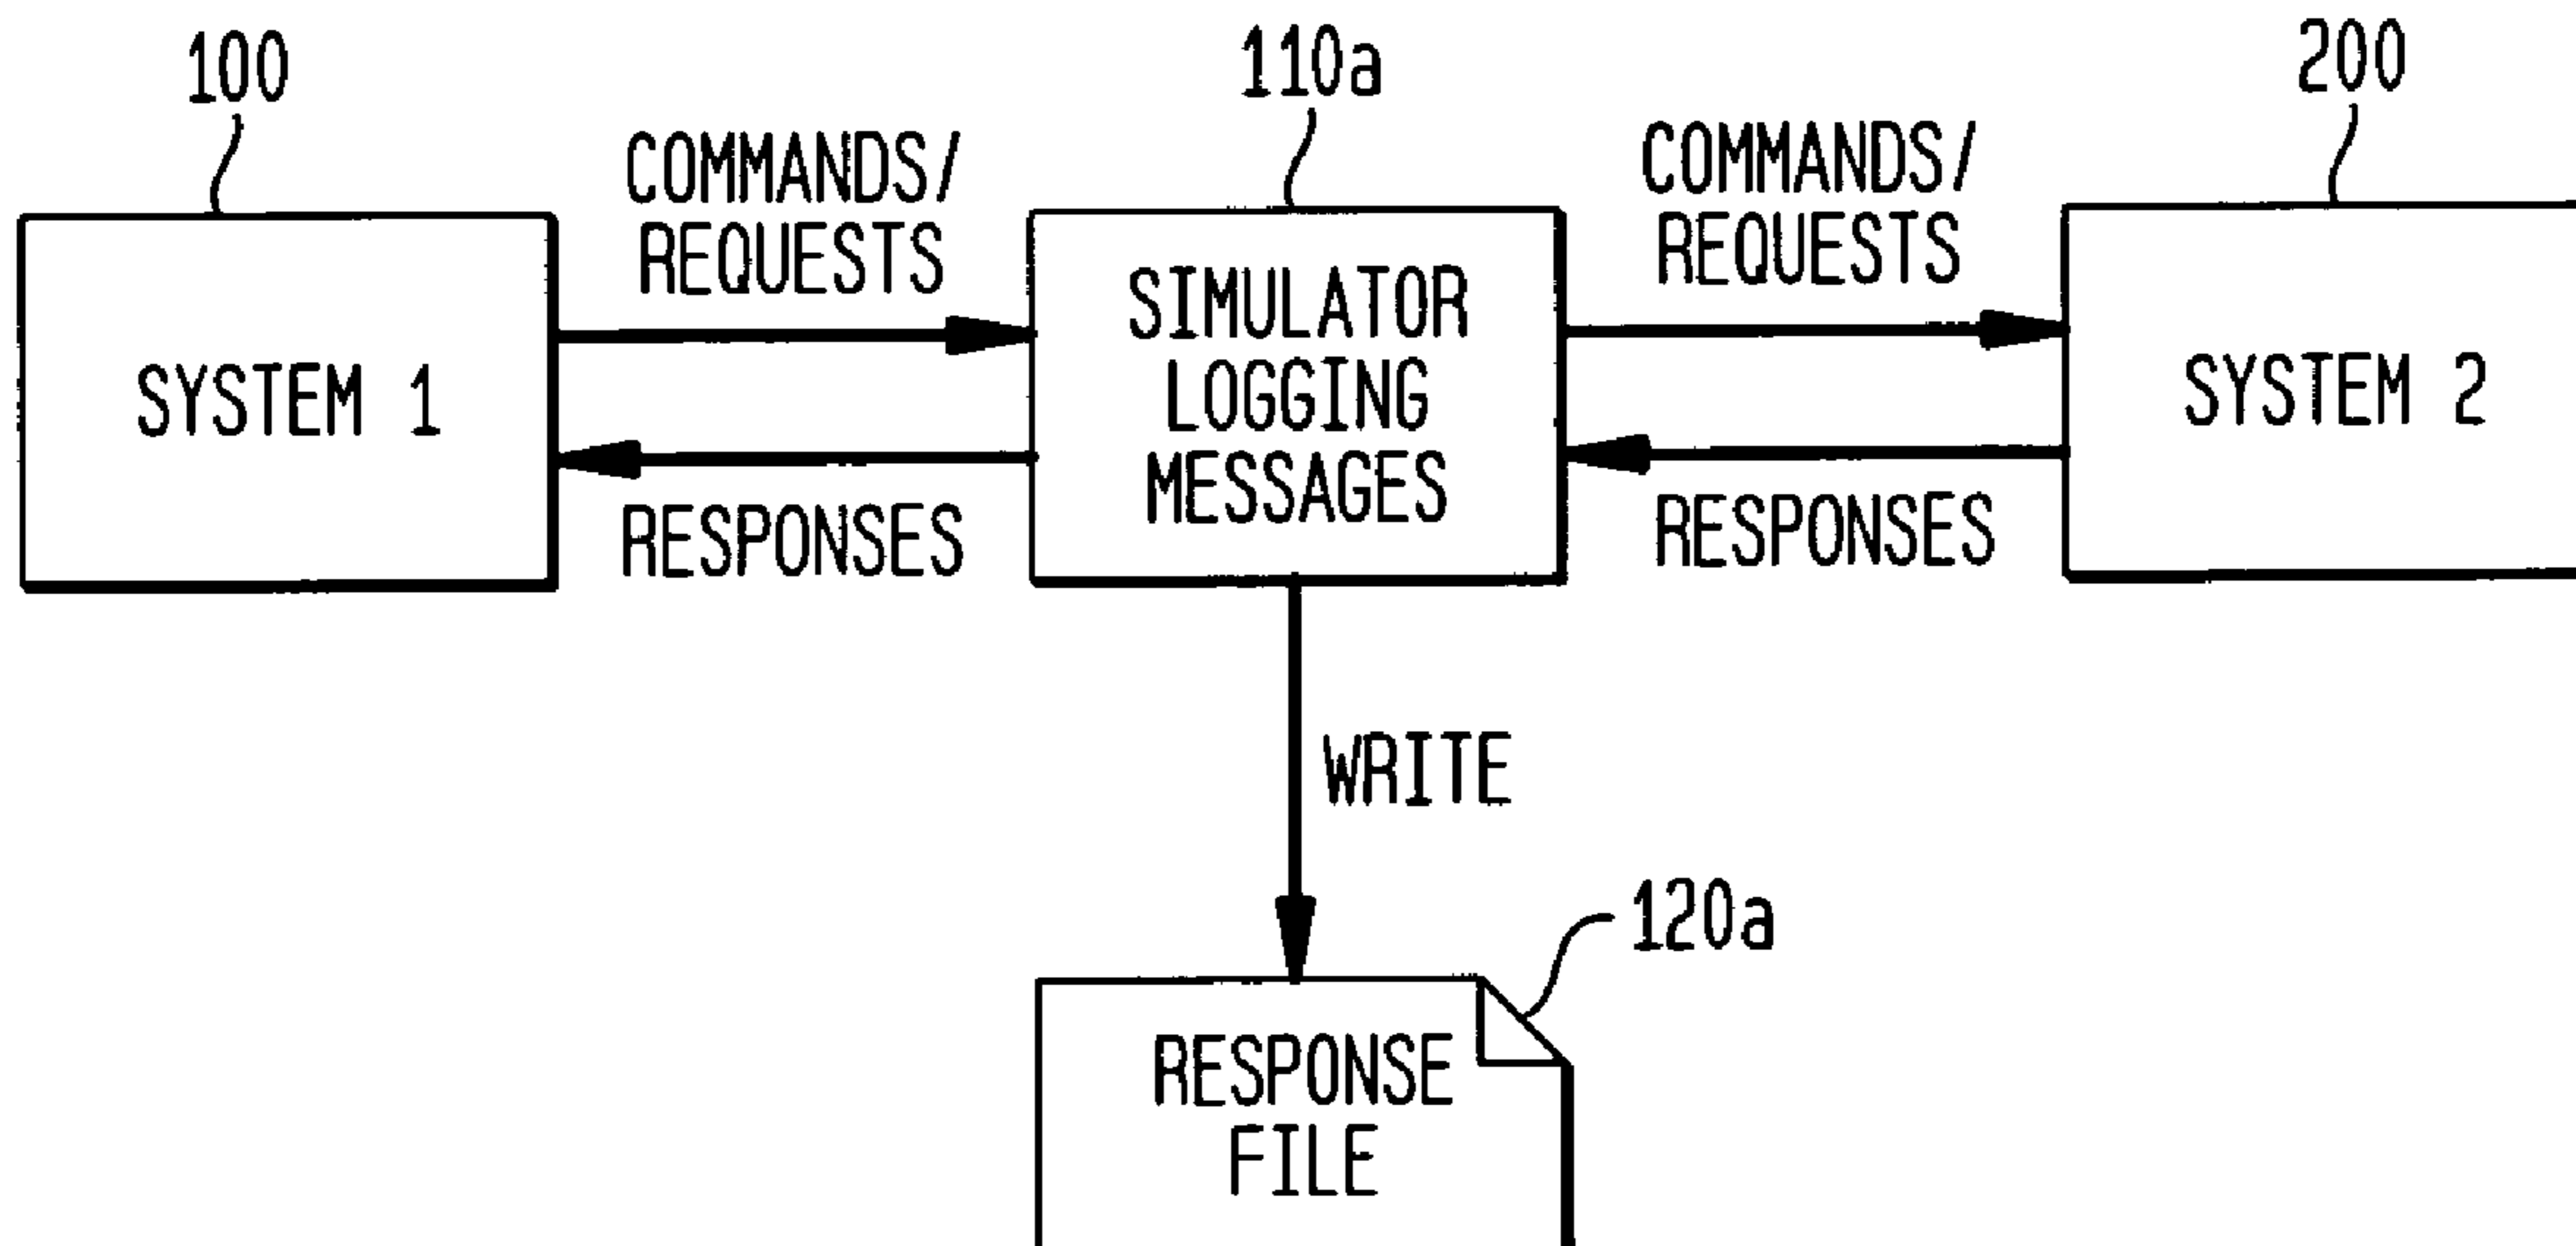 100
110a
200
COMMANDS/
REQUESTS
COMMANDS/
REQUESTS
SYSTEM 1
SIMULATOR
LOGGING
MESSAGES
SYSTEM 2
RESPONSES
RESPONSES
WRITE
120a
RESPONSE
FILE